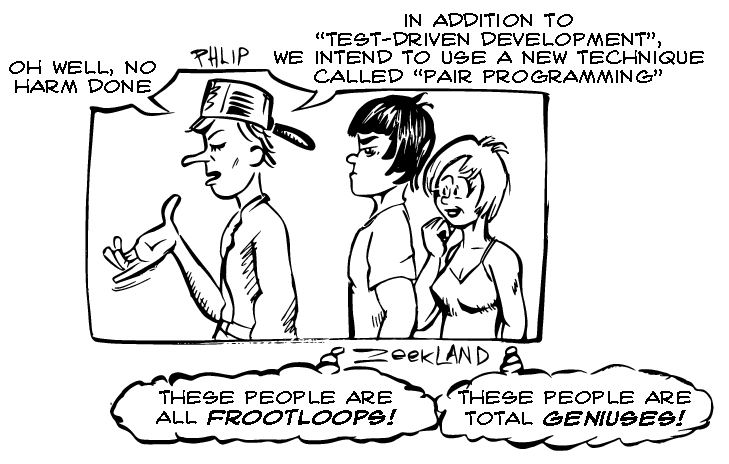 PHLIP
OH WELL, NO
HARM DONE
IN ADDITION TO
“TEST-DRIVEN DEVELOPMENT”,
WE INTEND TO USE A NEW TECHNIQUE
CALLED “PAIR PROGRAMMING”
ZeekLAND
THESE PEOPLE ARE
ALL FROOTLOOPS!
THESE PEOPLE ARE
TOTAL GENIUSES!